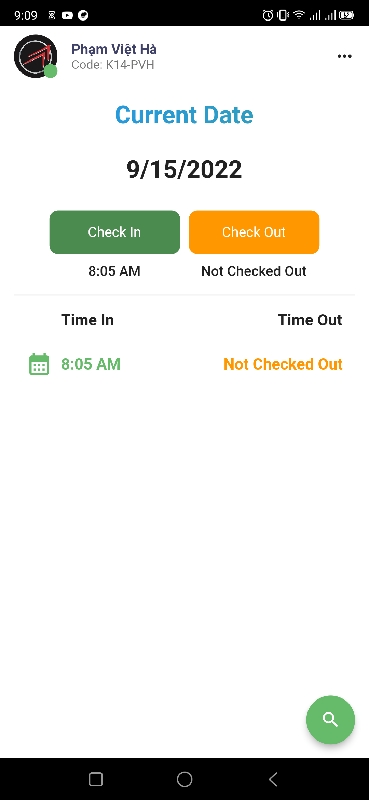 9:09
Phạm Việt Hà
Code: K14-PVH
Current Date
9/15/2022
Check In Check Out
8:05 AM Not Checked Out
Time In Time Out
8:05 AM Not Checked Out